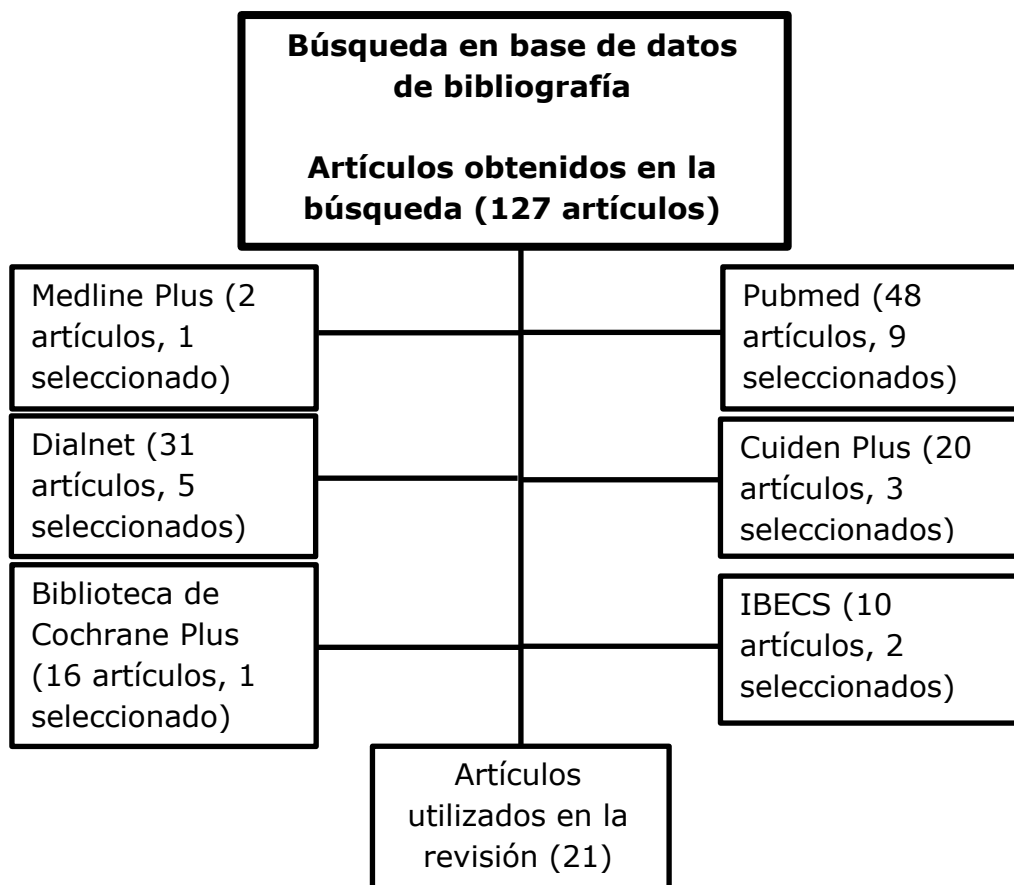 Búsqueda en base de datos
de bibliografía
Artículos obtenidos en la
búsqueda (127 artículos)
Medline Plus (2
artículos, 1
seleccionado)
Pubmed (48
artículos, 9
seleccionados)
Dialnet (31
artículos, 5
seleccionados)
Cuiden Plus (20
artículos, 3
seleccionados)
Biblioteca de
Cochrane Plus
(16 artículos, 1
seleccionado)
IBECS (10
artículos, 2
seleccionados)
Artículos
utilizados en la
revisión (21)